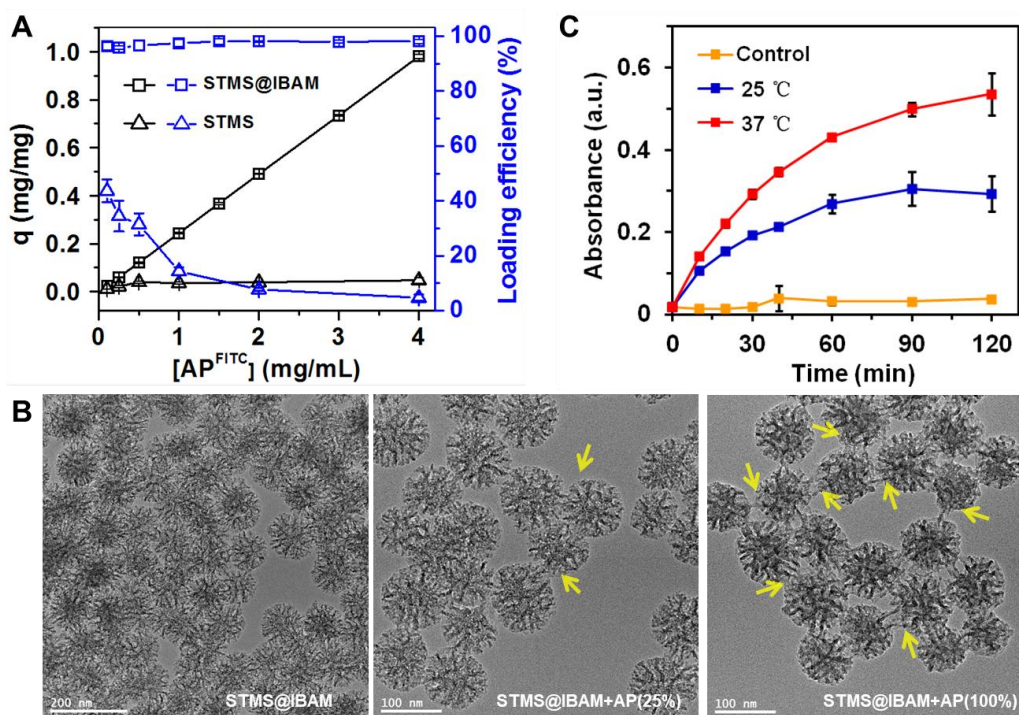 A
q (mg/mg)
1.0
0.8
0.6
0.4
0.2
0.0
STMS@IBAM
STMS
100
80
60
40
20
0
Loading efficiency (%)
0
1
2
3
4
[AP^FITC] (mg/mL)
C
Absorbance (a.u.)
0.6
0.4
0.2
0
Control
25 ℃
37 ℃
0
30
60
90
120
Time (min)
B
200 nm
STMS@IBAM
100 nm
STMS@IBAM+AP(25%)
100 nm
STMS@IBAM+AP(100%)